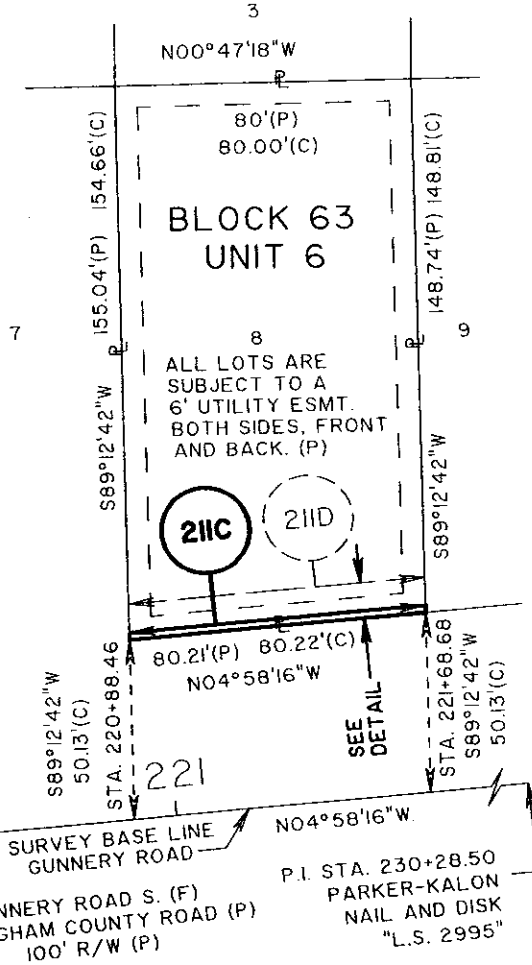 3
N00°47'18"W
℄
80'(P)
80.00'(C)
155.04'(P) 154.66'(C)
148.74'(P) 148.81'(C)
BLOCK 63
UNIT 6
7
8
9
ALL LOTS ARE
SUBJECT TO A
6' UTILITY ESMT.
BOTH SIDES, FRONT
AND BACK. (P)
S89°12'42"W
S89°12'42"W
211C
211D
80.21'(P) 80.22'(C)
N04°58'16"W
SEE
DETAIL
S89°12'42"W
50.13'(C)
STA. 220+88.46
STA. 221+68.68
S89°12'42"W
50.13'(C)
221
SURVEY BASE LINE
GUNNERY ROAD
N04°58'16"W
NNERY ROAD S. (F)
GHAM COUNTY ROAD (P)
100' R/W (P)
P.I. STA. 230+28.50
PARKER-KALON
NAIL AND DISK
"L.S. 2995"